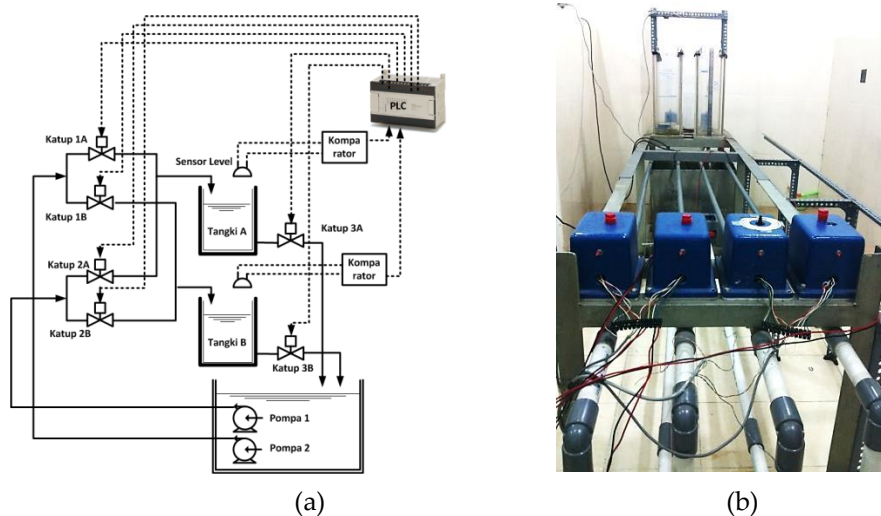 Katup 1A
PLC
Sensor Level
Kompa
rator
Katup 1B
Tangki A
Katup 3A
Katup 2A
Kompa
rator
Katup 2B
Tangki B
Katup 3B
Pompa 1
Pompa 2
(a)
(b)